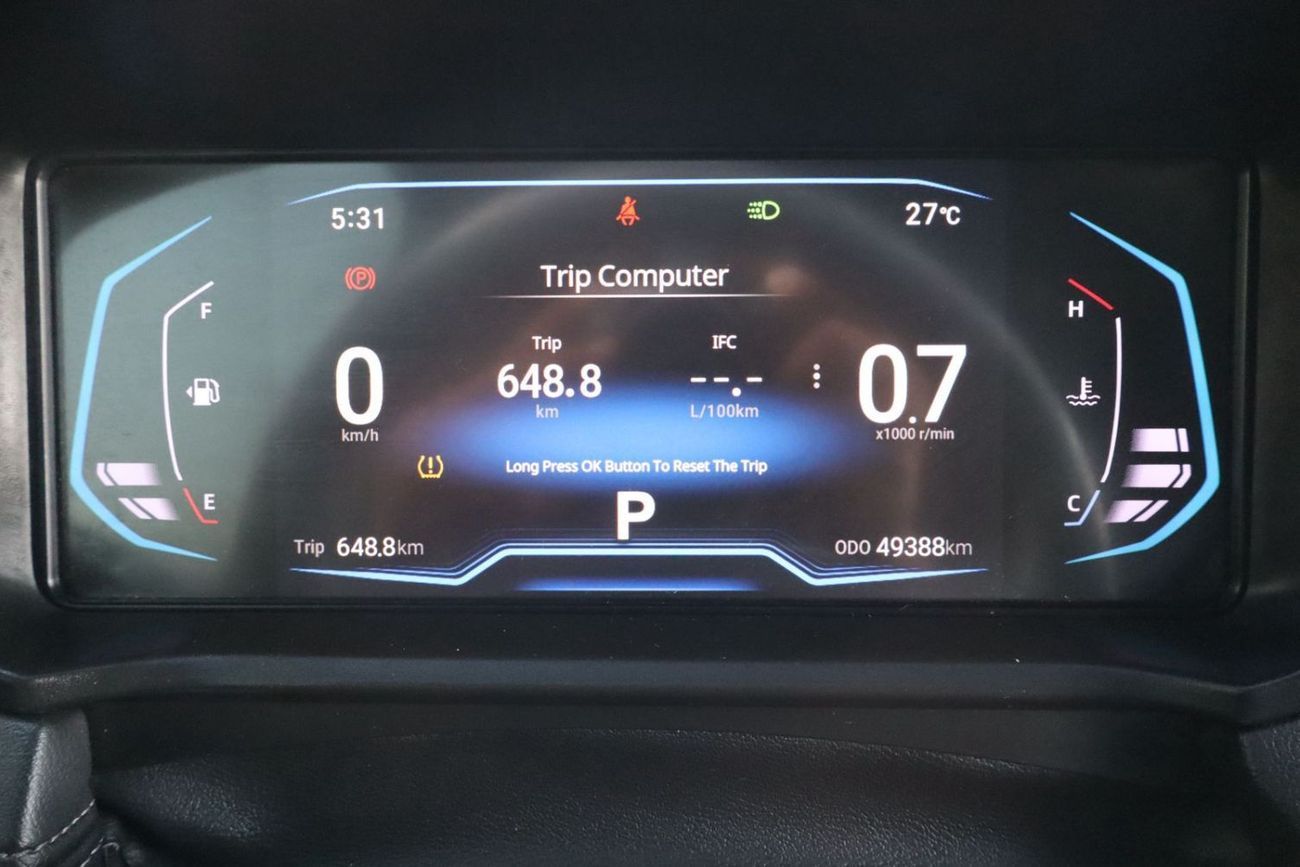 5:31
27°C
P
Trip Computer
F
H
Trip
IFC
0
648.8
--.-
0.7
km
L/100km
km/h
x1000 r/min
Long Press OK Button To Reset The Trip
E
C
P
Trip 648.8km
ODO 49388km